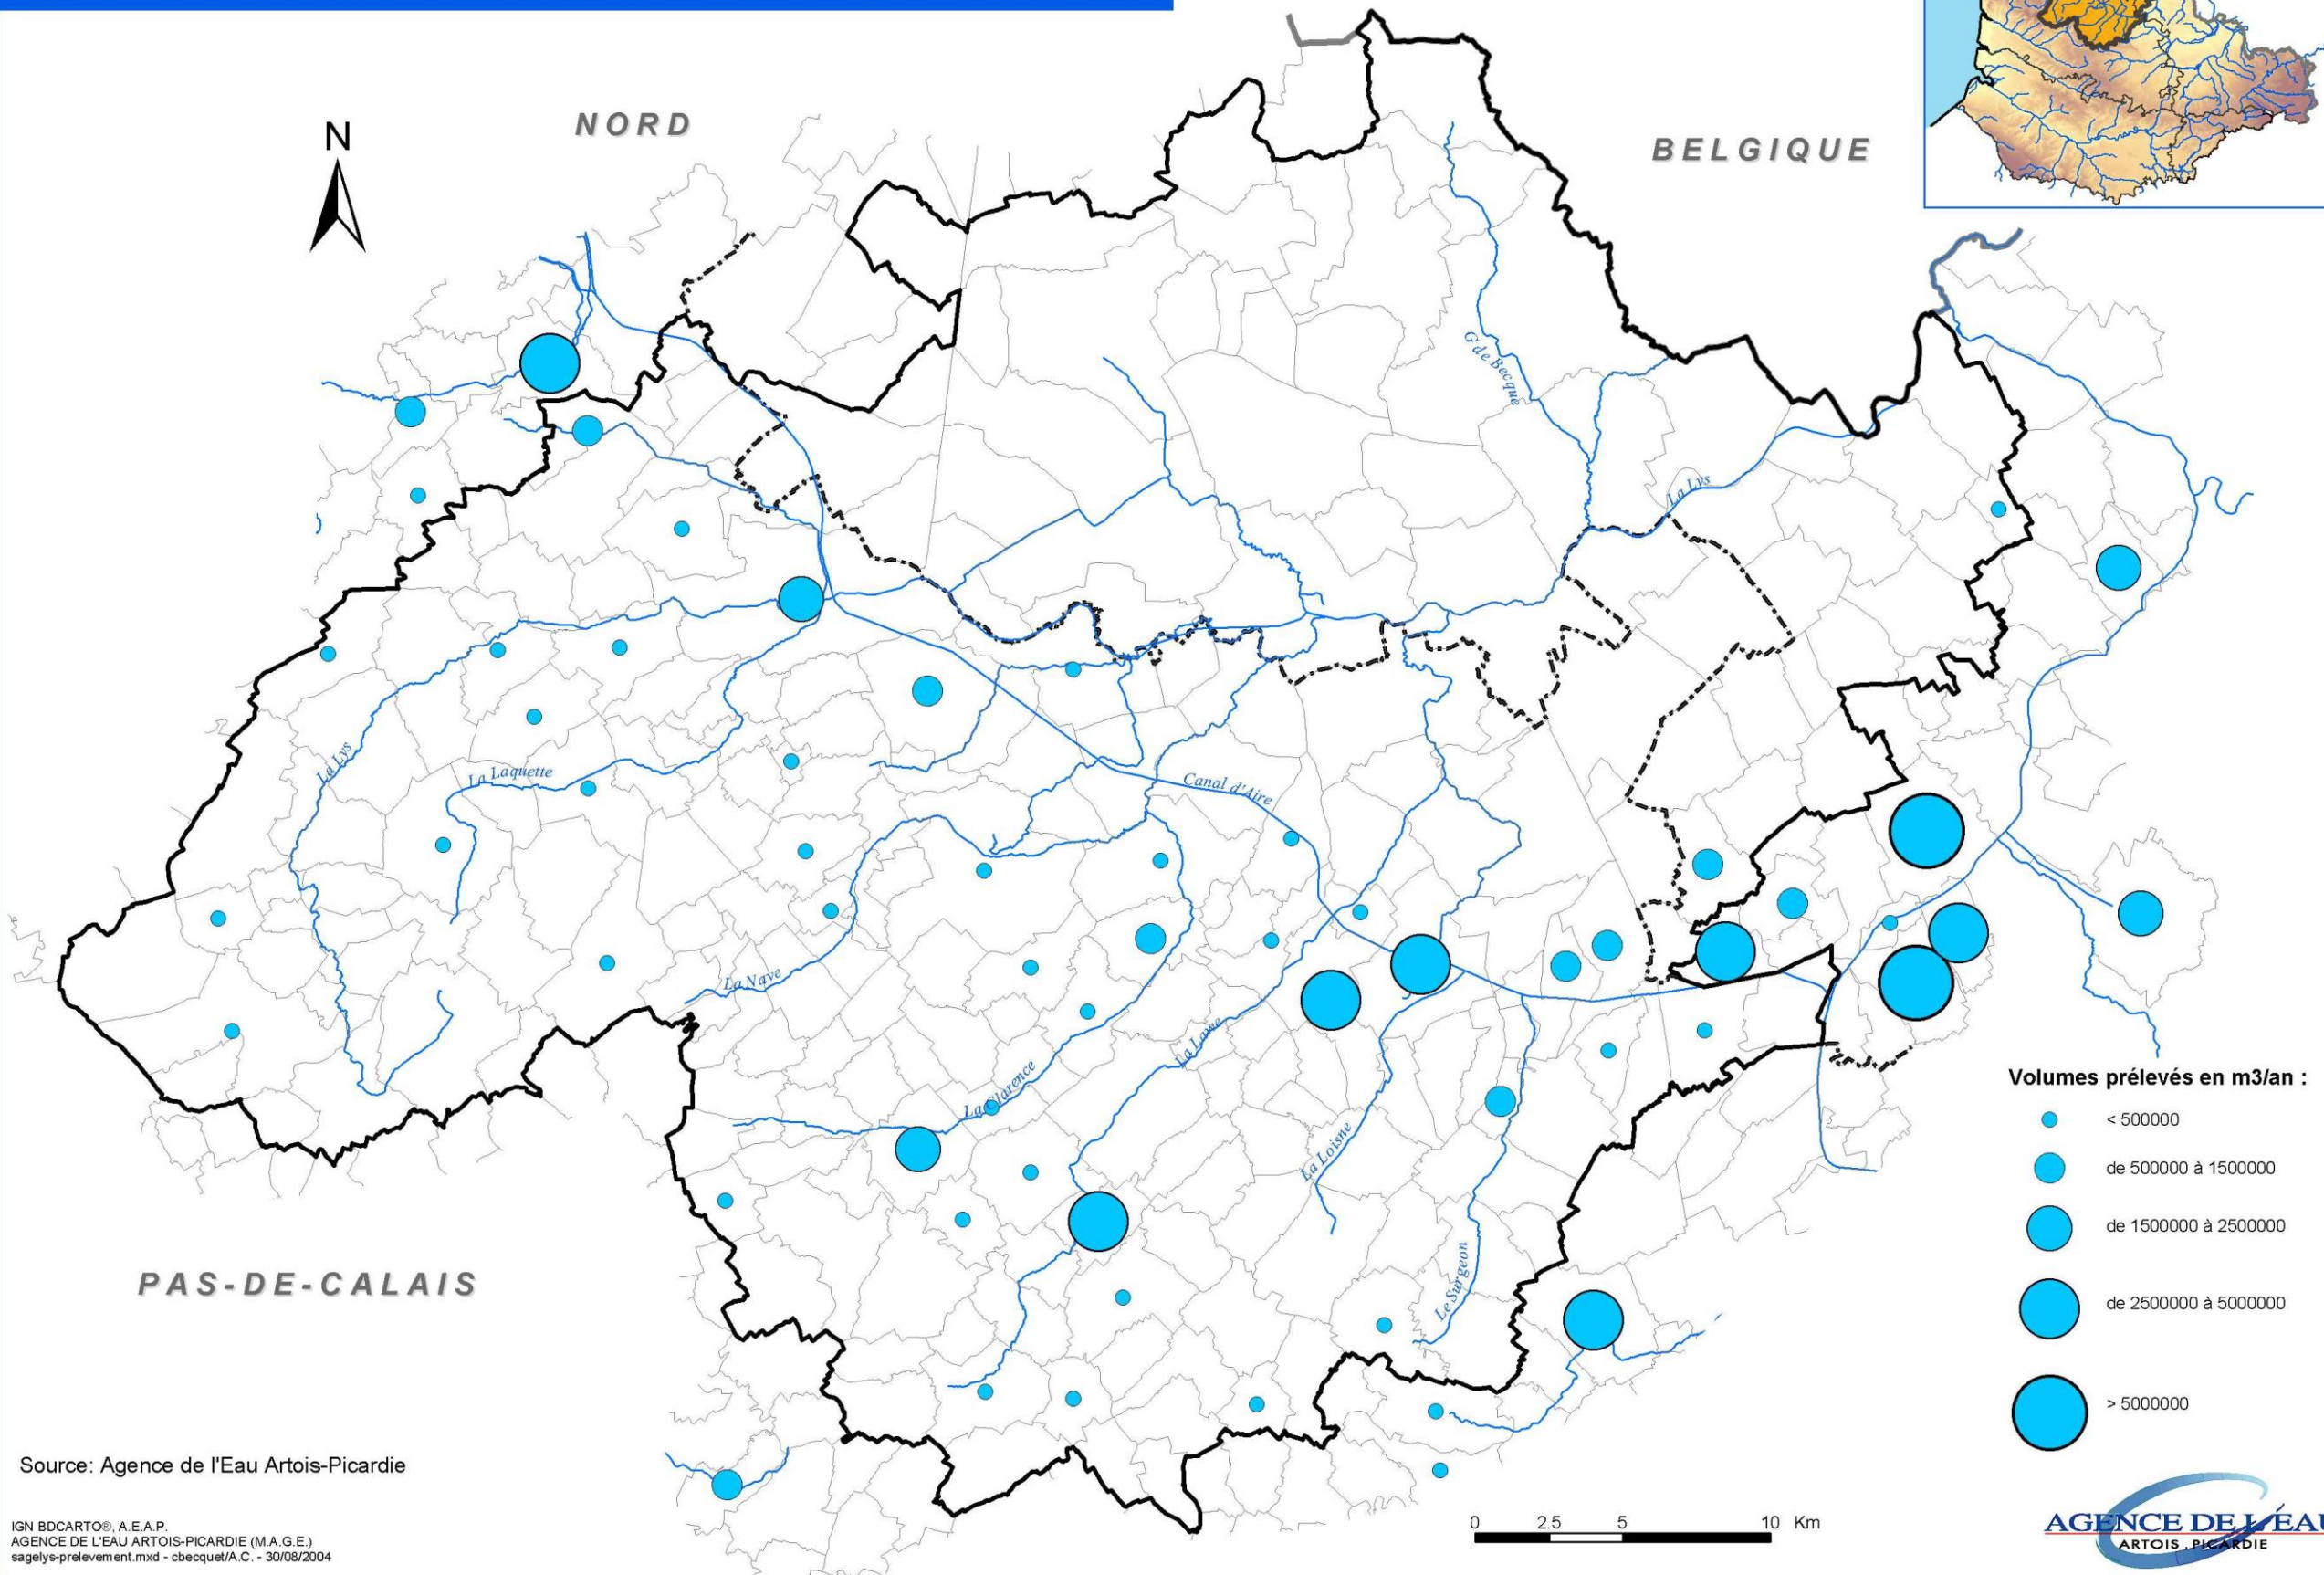 NORD
N
BELGIQUE
Gde Becque
La Lys
La Lys
La Laquette
Canal d'Aire
La Nave
La Lawe
La Clarence
La Loisne
Le Surgeon
PAS-DE-CALAIS
Volumes prélevés en m3/an :
< 500000
de 500000 à 1500000
de 1500000 à 2500000
de 2500000 à 5000000
> 5000000
Source: Agence de l'Eau Artois-Picardie
0 2.5 5 10 Km
IGN BDCARTO®, A.E.A.P.
AGENCE DE L'EAU ARTOIS-PICARDIE (M.A.G.E.)
sagelys-prelevement.mxd - cbecquet/A.C. - 30/08/2004
AGENCE DE L'EAU
ARTOIS . PICARDIE